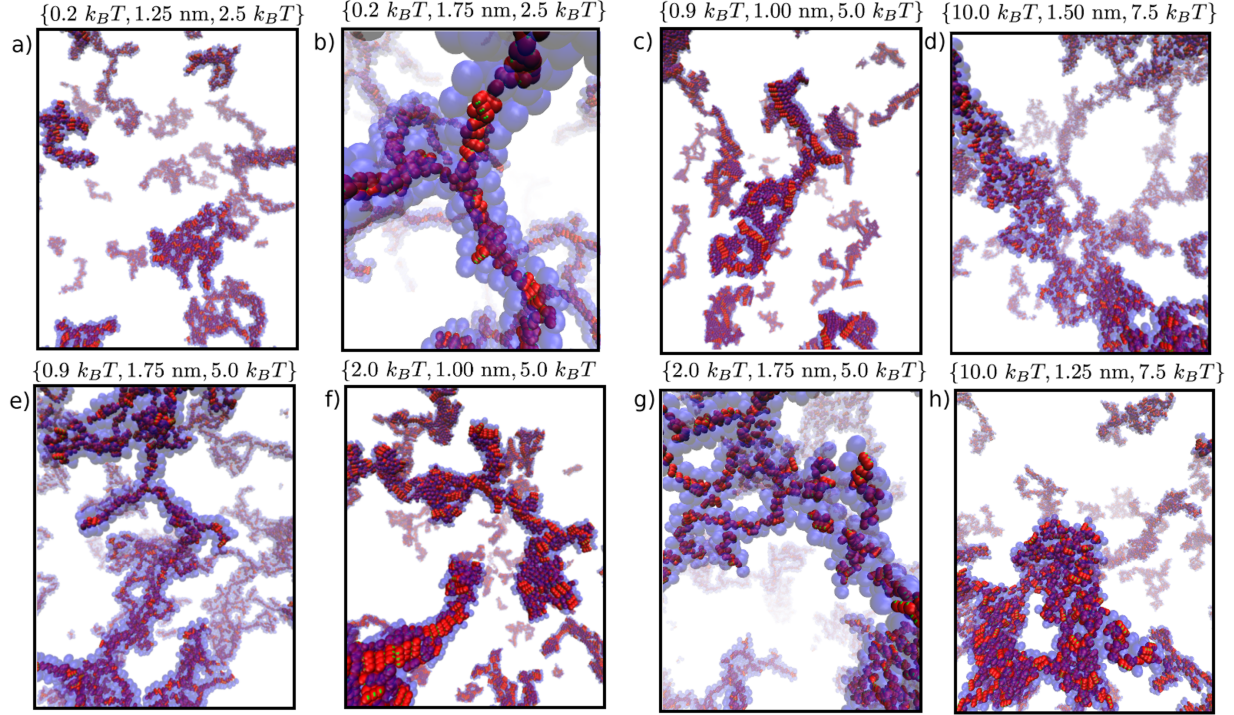 {0.2 k_BT, 1.25 nm, 2.5 k_BT}
{0.2 k_BT, 1.75 nm, 2.5 k_BT
{0.9 k_BT, 1.00 nm, 5.0 k_BT}
{10.0 k_BT, 1.50 nm, 7.5 k_BT}
a)
b)
c)
d)
{0.9 k_BT, 1.75 nm, 5.0 k_BT}
{2.0 k_BT, 1.00 nm, 5.0 k_BT
{2.0 k_BT, 1.75 nm, 5.0 k_BT}
{10.0 k_BT, 1.25 nm, 7.5 k_BT}
e)
f)
g)
h)